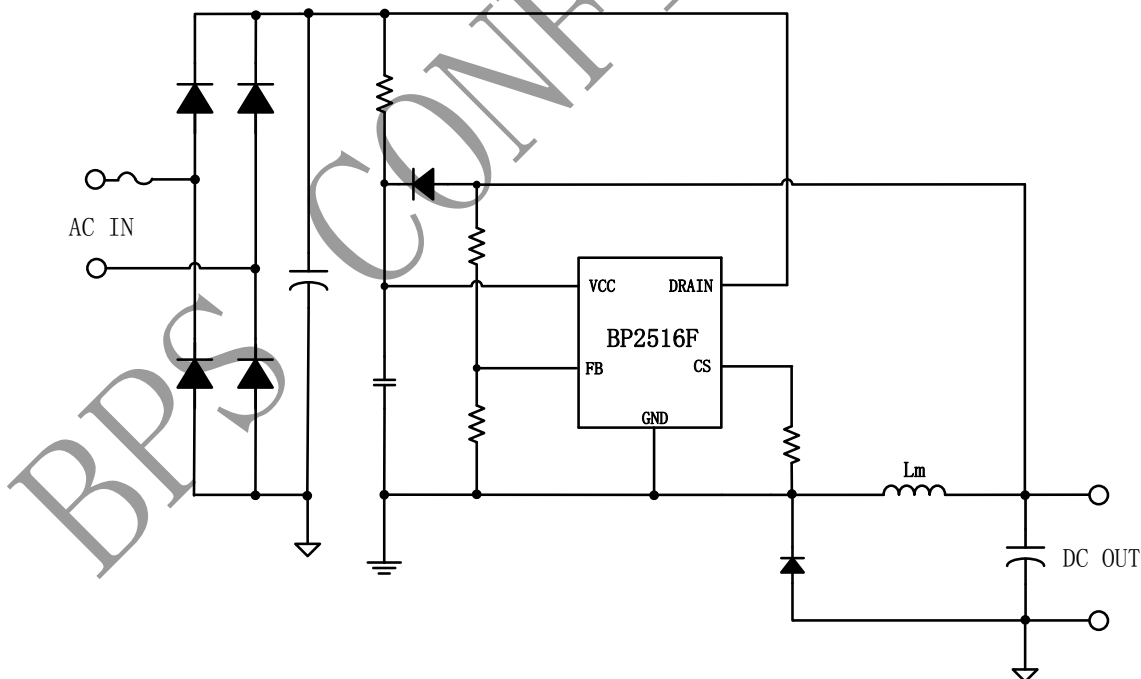 BPS CONF
AC IN
VCC
DRAIN
BP2516F
FB
CS
GND
Lm
DC OUT